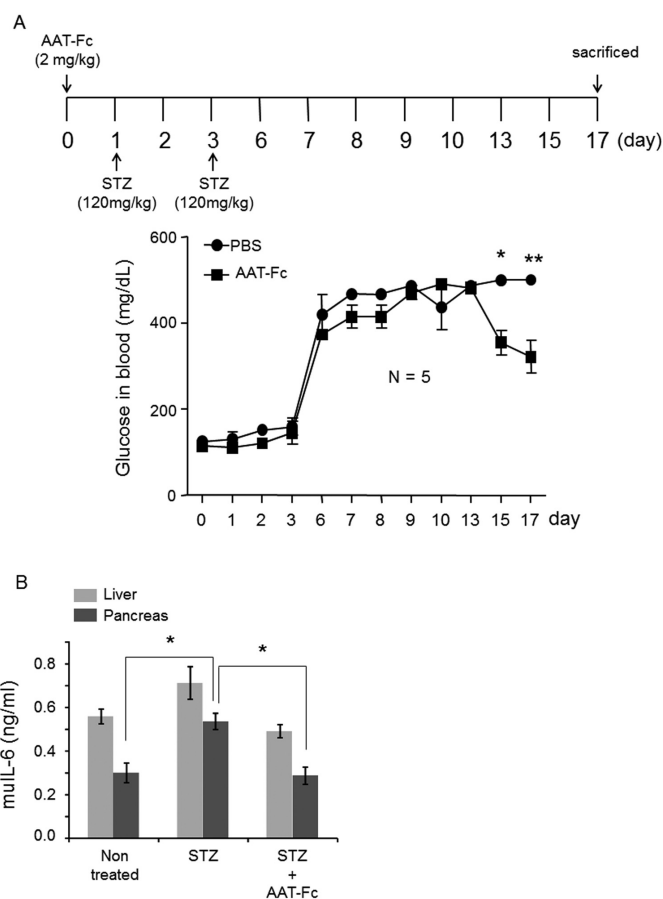 A
AAT-Fc
(2 mg/kg)
sacrificed
0 1 2 3 6 7 8 9 10 13 15 17 (day)
STZ STZ
(120mg/kg) (120mg/kg)
600
PBS
AAT-Fc
* **
400
N = 5
200
0
Glucose in blood (mg/dL)
0 1 2 3 6 7 8 9 10 13 15 17 day
B
Liver
Pancreas
* *
0.8
0.6
0.4
0.2
0.0
muIL-6 (ng/ml)
Non STZ STZ
treated +
AAT-Fc